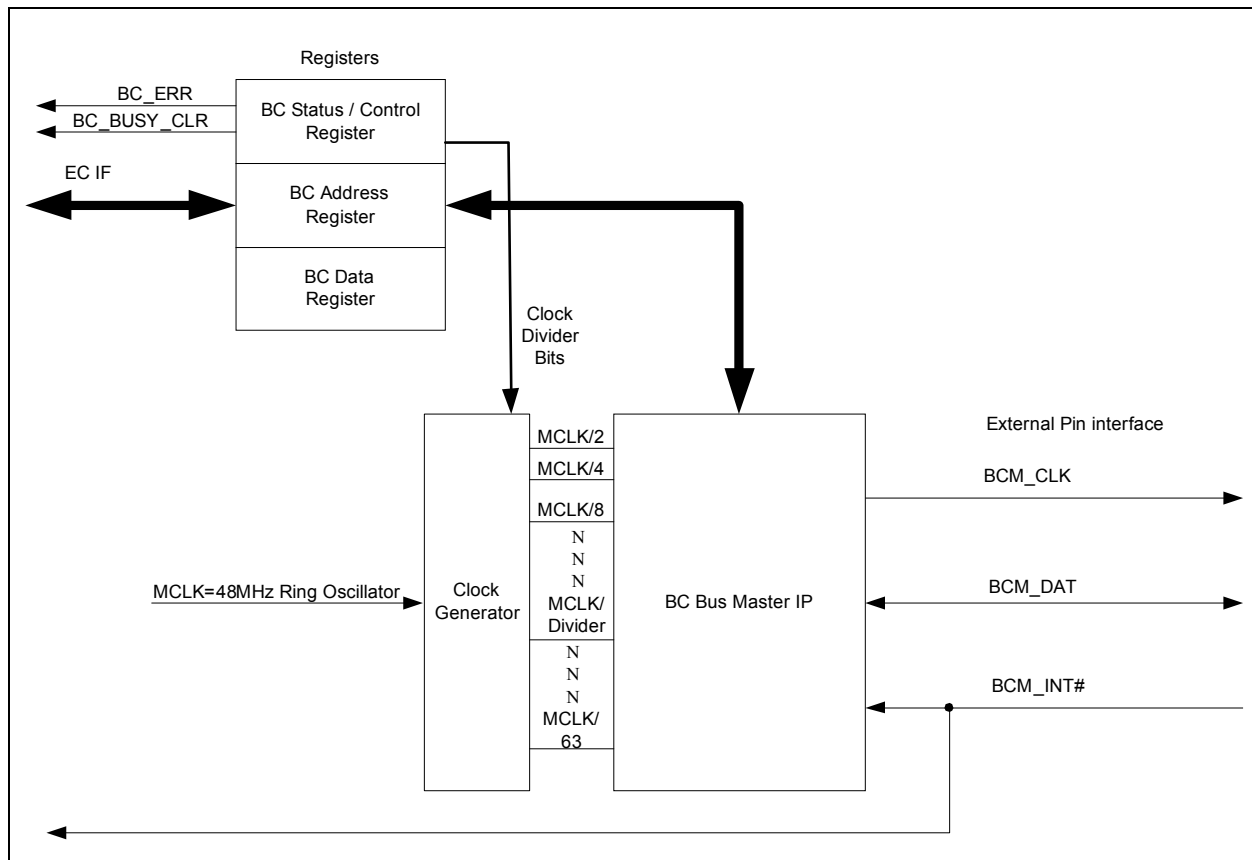 Registers
BC_ERR
BC_BUSY_CLR
BC Status / Control
Register
EC IF
BC Address
Register
BC Data
Register
Clock
Divider
Bits
MCLK/2
MCLK/4
MCLK/8
N
N
N
MCLK/
Divider
N
N
N
MCLK/
63
MCLK=48MHz Ring Oscillator
Clock
Generator
BC Bus Master IP
External Pin interface
BCM_CLK
BCM_DAT
BCM_INT#